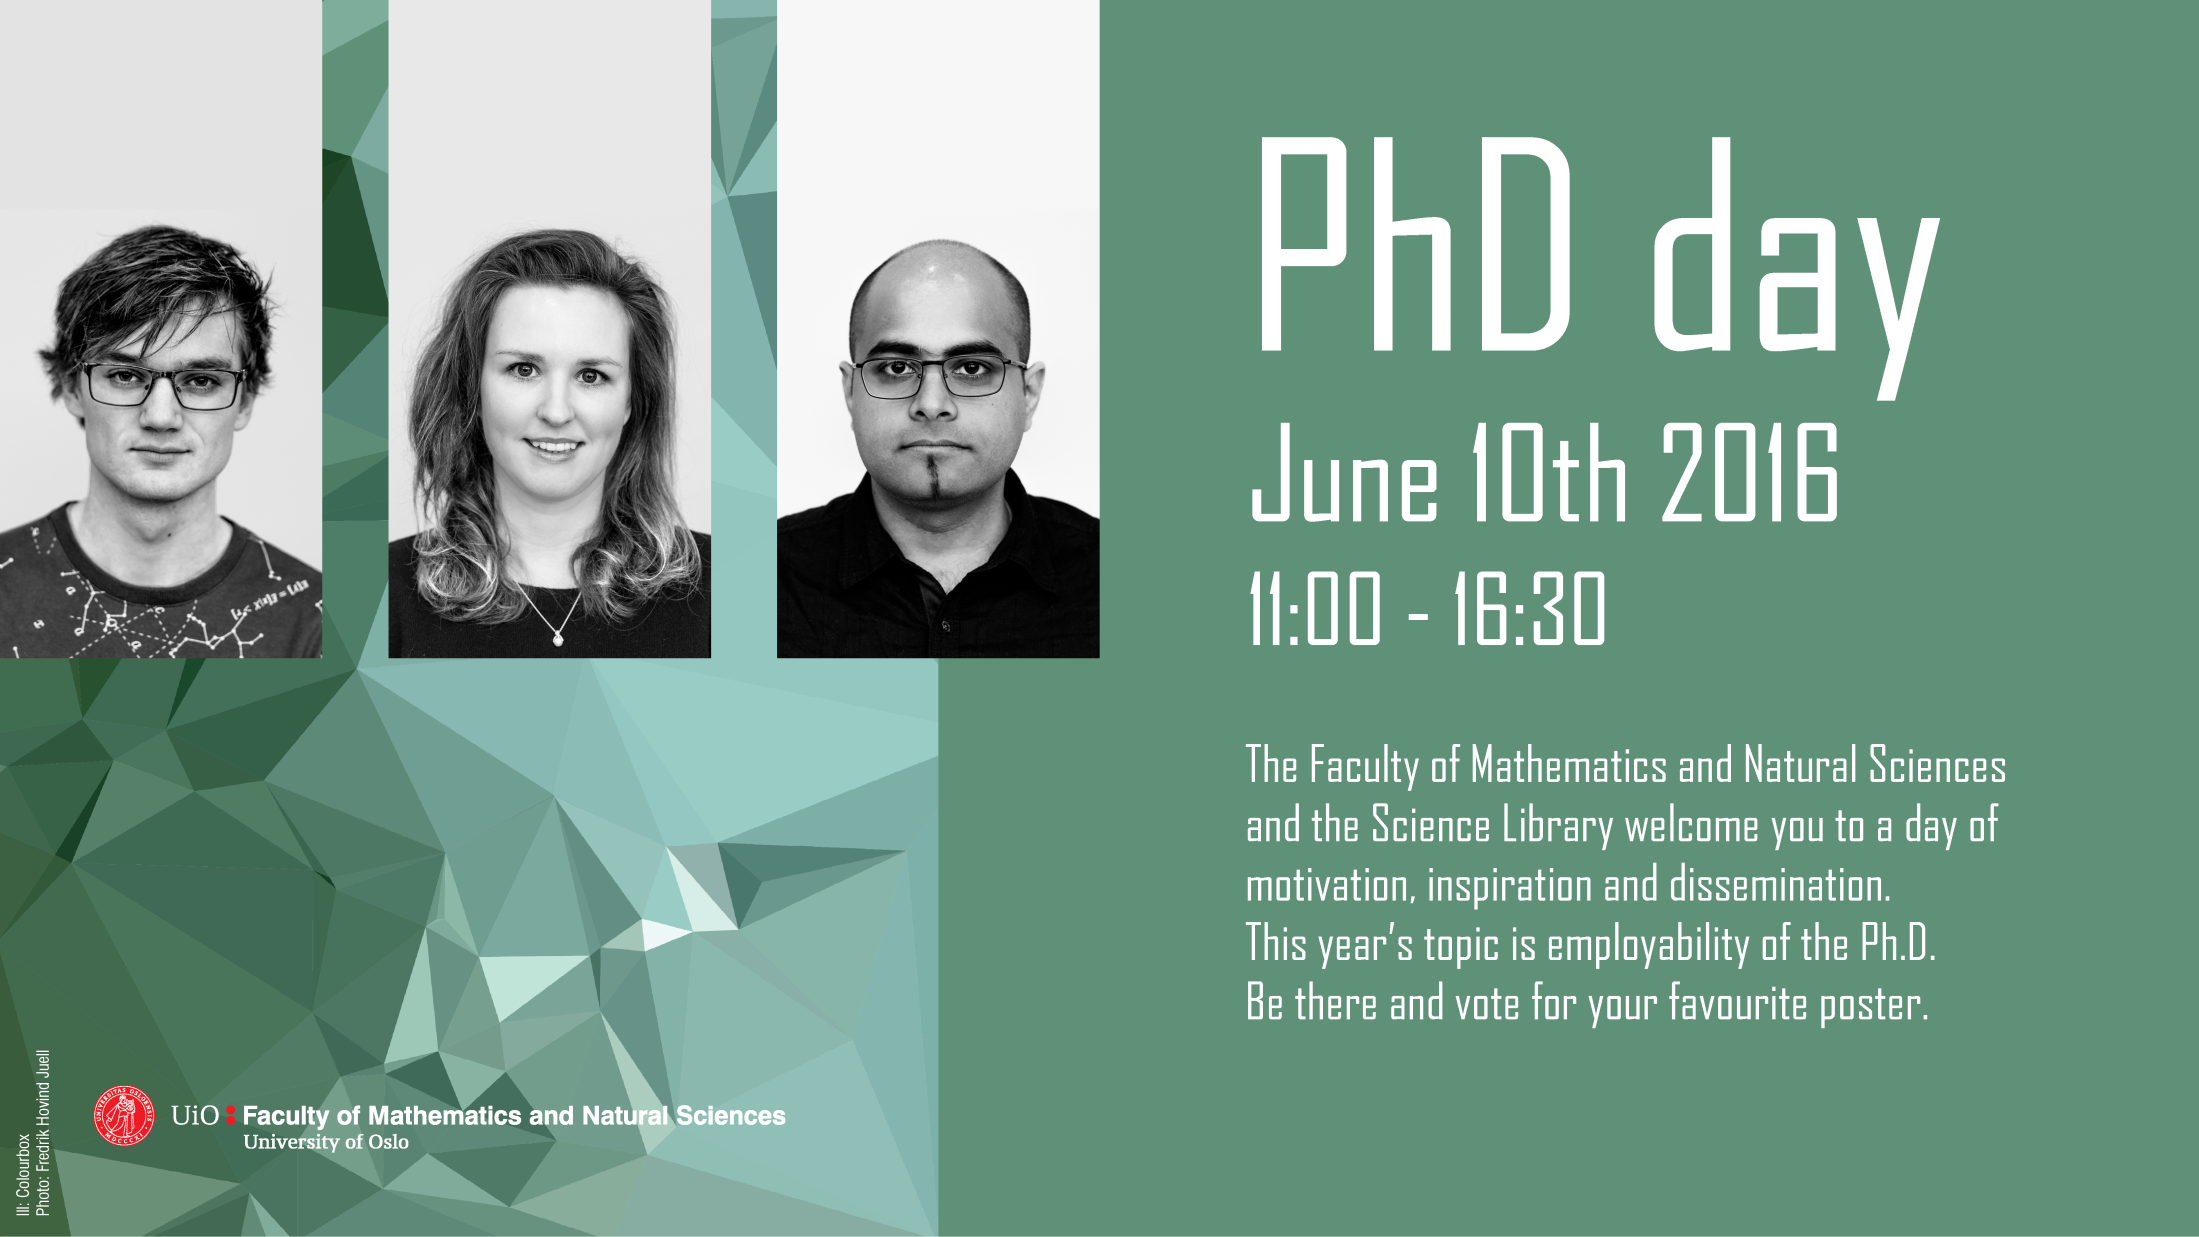 PhD day
June 10th 2016
11:00 - 16:30
The Faculty of Mathematics and Natural Sciences
and the Science Library welcome you to a day of
motivation, inspiration and dissemination.
This year's topic is employability of the Ph.D.
Be there and vote for your favourite poster.
UiO : Faculty of Mathematics and Natural Sciences
University of Oslo
UNIVERSITAS OSLOENSIS
MDCCCXI
Ill: Colourbox
Photo: Fredrik Hovind Juell